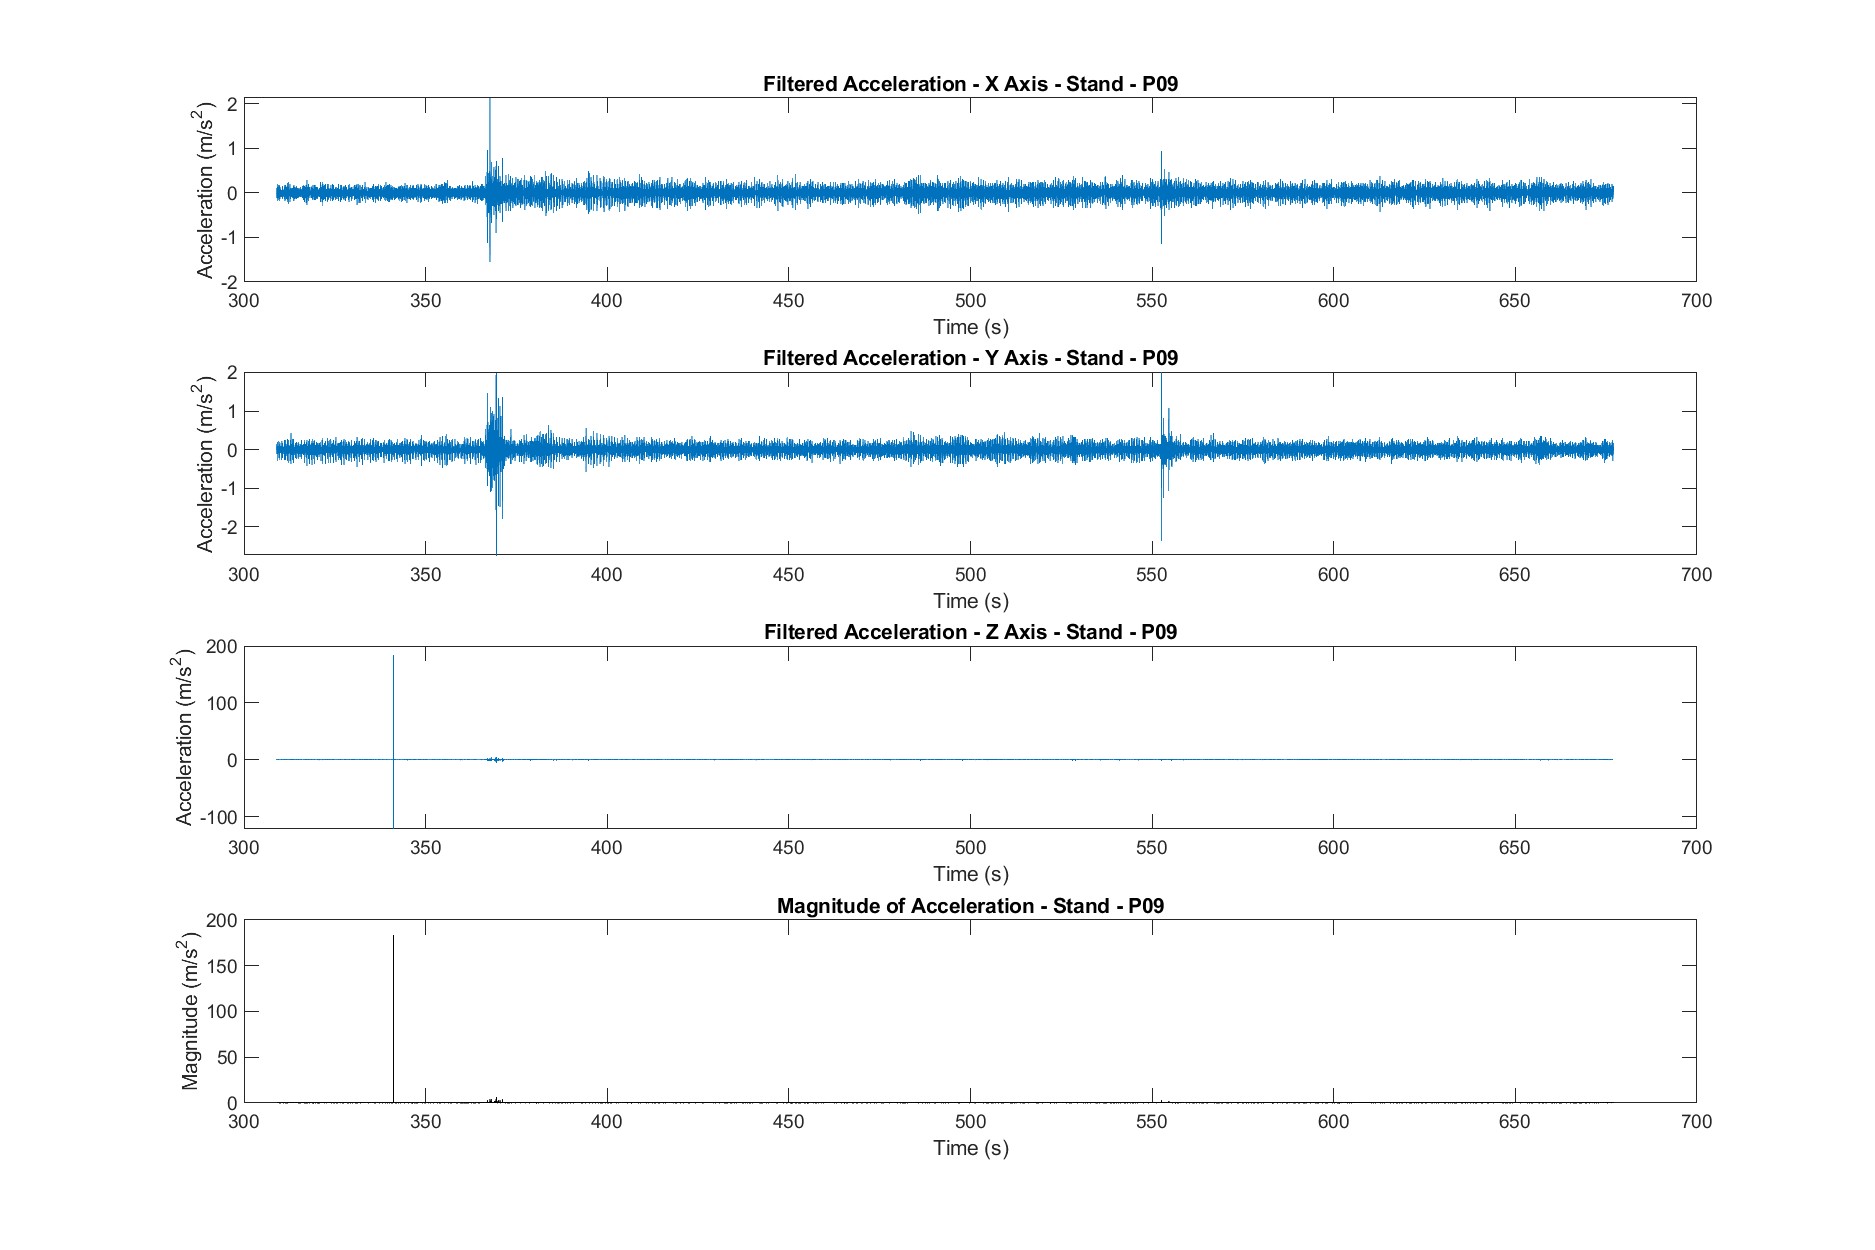 Filtered Acceleration - X Axis - Stand - P09
Acceleration (m/s²)
2
1
0
-1
-2
300 350 400 450 500 550 600 650 700
Time (s)
Filtered Acceleration - Y Axis - Stand - P09
Acceleration (m/s²)
2
1
0
-1
-2
300 350 400 450 500 550 600 650 700
Time (s)
Filtered Acceleration - Z Axis - Stand - P09
Acceleration (m/s²)
200
100
0
-100
300 350 400 450 500 550 600 650 700
Time (s)
Magnitude of Acceleration - Stand - P09
Magnitude (m/s²)
200
150
100
50
0
300 350 400 450 500 550 600 650 700
Time (s)